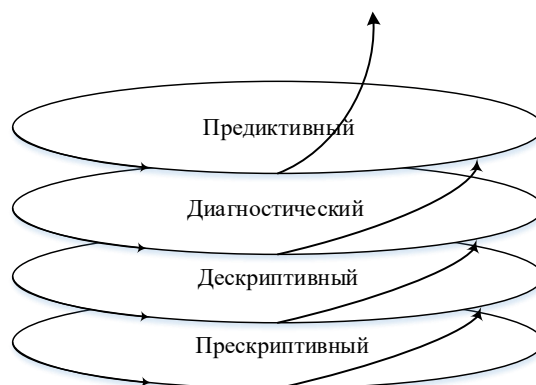 Предиктивный
Диагностический
Дескриптивный
Прескриптивный